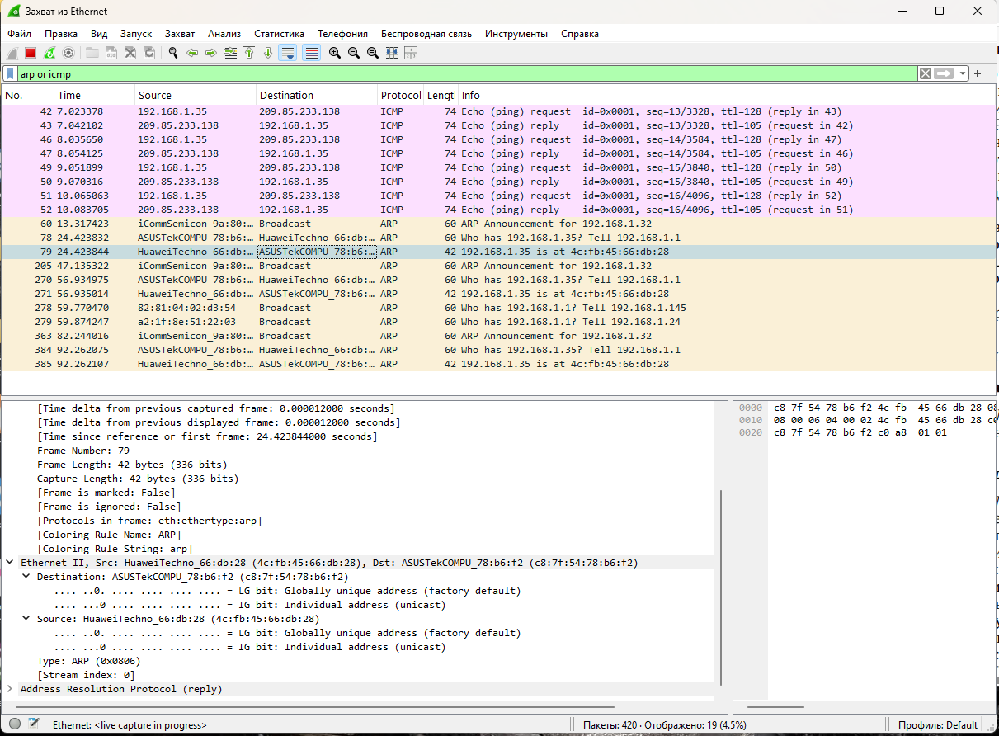 Захват из Ethernet
Файл Правка Вид Запуск Захват Анализ Статистика Телефония Беспроводная связь Инструменты Справка
arp or icmp
No. Time Source Destination Protocol Lengtl Info
42 7.023378 192.168.1.35 209.85.233.138 ICMP 74 Echo (ping) request id=0x0001, seq=13/3328, ttl=128 (reply in 43)
43 7.042102 209.85.233.138 192.168.1.35 ICMP 74 Echo (ping) reply id=0x0001, seq=13/3328, ttl=105 (request in 42)
46 8.035650 192.168.1.35 209.85.233.138 ICMP 74 Echo (ping) request id=0x0001, seq=14/3584, ttl=128 (reply in 47)
47 8.054125 209.85.233.138 192.168.1.35 ICMP 74 Echo (ping) reply id=0x0001, seq=14/3584, ttl=105 (request in 46)
49 9.051899 192.168.1.35 209.85.233.138 ICMP 74 Echo (ping) request id=0x0001, seq=15/3840, ttl=128 (reply in 50)
50 9.070316 209.85.233.138 192.168.1.35 ICMP 74 Echo (ping) reply id=0x0001, seq=15/3840, ttl=105 (request in 49)
51 10.065063 192.168.1.35 209.85.233.138 ICMP 74 Echo (ping) request id=0x0001, seq=16/4096, ttl=128 (reply in 52)
52 10.083705 209.85.233.138 192.168.1.35 ICMP 74 Echo (ping) reply id=0x0001, seq=16/4096, ttl=105 (request in 51)
60 13.317423 iCommSemicon_9a:80:… Broadcast ARP 60 ARP Announcement for 192.168.1.32
78 24.423832 ASUSTekCOMPU_78:b6:… HuaweiTechno_66:db:… ARP 60 Who has 192.168.1.35? Tell 192.168.1.1
79 24.423844 HuaweiTechno_66:db:… ASUSTekCOMPU_78:b6:… ARP 42 192.168.1.35 is at 4c:fb:45:66:db:28
205 47.135322 iCommSemicon_9a:80:… Broadcast ARP 60 ARP Announcement for 192.168.1.32
270 56.934975 ASUSTekCOMPU_78:b6:… HuaweiTechno_66:db:… ARP 60 Who has 192.168.1.35? Tell 192.168.1.1
271 56.935014 HuaweiTechno_66:db:… ASUSTekCOMPU_78:b6:… ARP 42 192.168.1.35 is at 4c:fb:45:66:db:28
278 59.770470 82:81:04:02:d3:54 Broadcast ARP 60 Who has 192.168.1.1? Tell 192.168.1.145
279 59.874247 a2:1f:8e:51:22:03 Broadcast ARP 60 Who has 192.168.1.1? Tell 192.168.1.24
363 82.244016 iCommSemicon_9a:80:… Broadcast ARP 60 ARP Announcement for 192.168.1.32
384 92.262075 ASUSTekCOMPU_78:b6:… HuaweiTechno_66:db:… ARP 60 Who has 192.168.1.35? Tell 192.168.1.1
385 92.262107 HuaweiTechno_66:db:… ASUSTekCOMPU_78:b6:… ARP 42 192.168.1.35 is at 4c:fb:45:66:db:28
[Time delta from previous captured frame: 0.000012000 seconds]
[Time delta from previous displayed frame: 0.000012000 seconds]
[Time since reference or first frame: 24.423844000 seconds]
Frame Number: 79
Frame Length: 42 bytes (336 bits)
Capture Length: 42 bytes (336 bits)
[Frame is marked: False]
[Frame is ignored: False]
[Protocols in frame: eth:ethertype:arp]
[Coloring Rule Name: ARP]
[Coloring Rule String: arp]
Ethernet II, Src: HuaweiTechno_66:db:28 (4c:fb:45:66:db:28), Dst: ASUSTekCOMPU_78:b6:f2 (c8:7f:54:78:b6:f2)
Destination: ASUSTekCOMPU_78:b6:f2 (c8:7f:54:78:b6:f2)
.... ..0. .... .... .... .... = LG bit: Globally unique address (factory default)
.... ...0 .... .... .... .... = IG bit: Individual address (unicast)
Source: HuaweiTechno_66:db:28 (4c:fb:45:66:db:28)
.... ..0. .... .... .... .... = LG bit: Globally unique address (factory default)
.... ...0 .... .... .... .... = IG bit: Individual address (unicast)
Type: ARP (0x0806)
[Stream index: 0]
Address Resolution Protocol (reply)
0000 c8 7f 54 78 b6 f2 4c fb 45 66 db 28 08
0010 08 00 06 04 00 02 4c fb 45 66 db 28 c0
0020 c8 7f 54 78 b6 f2 c0 a8 01 01
Ethernet: <live capture in progress>
Пакеты: 420 · Отображено: 19 (4.5%)
Профиль: Default